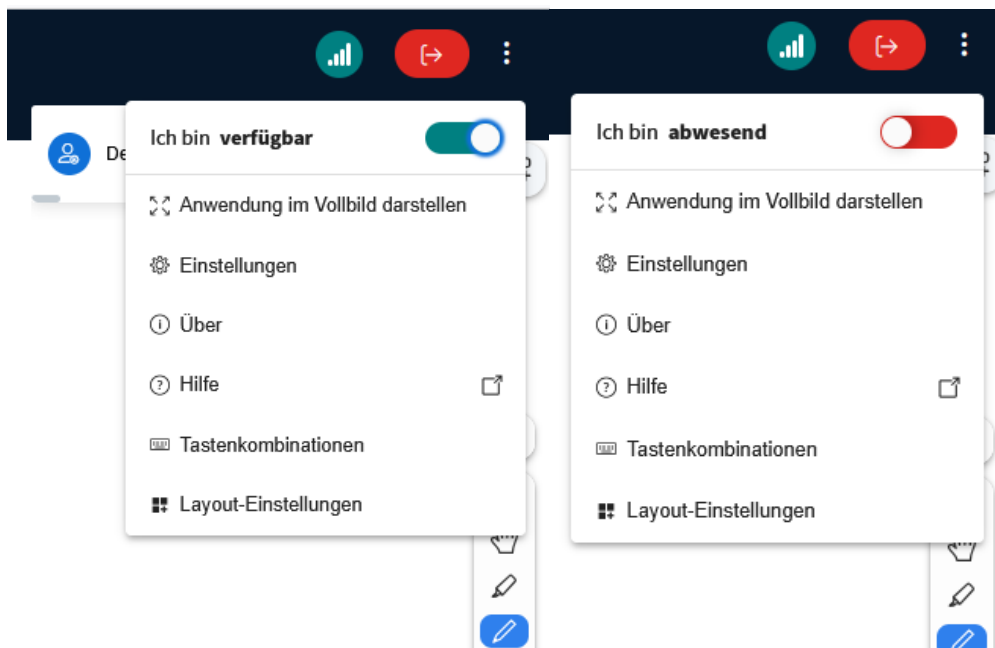 Ich bin verfügbar
De
Anwendung im Vollbild darstellen
Einstellungen
Über
Hilfe
Tastenkombinationen
Layout-Einstellungen
Ich bin abwesend
Anwendung im Vollbild darstellen
Einstellungen
Über
Hilfe
Tastenkombinationen
Layout-Einstellungen